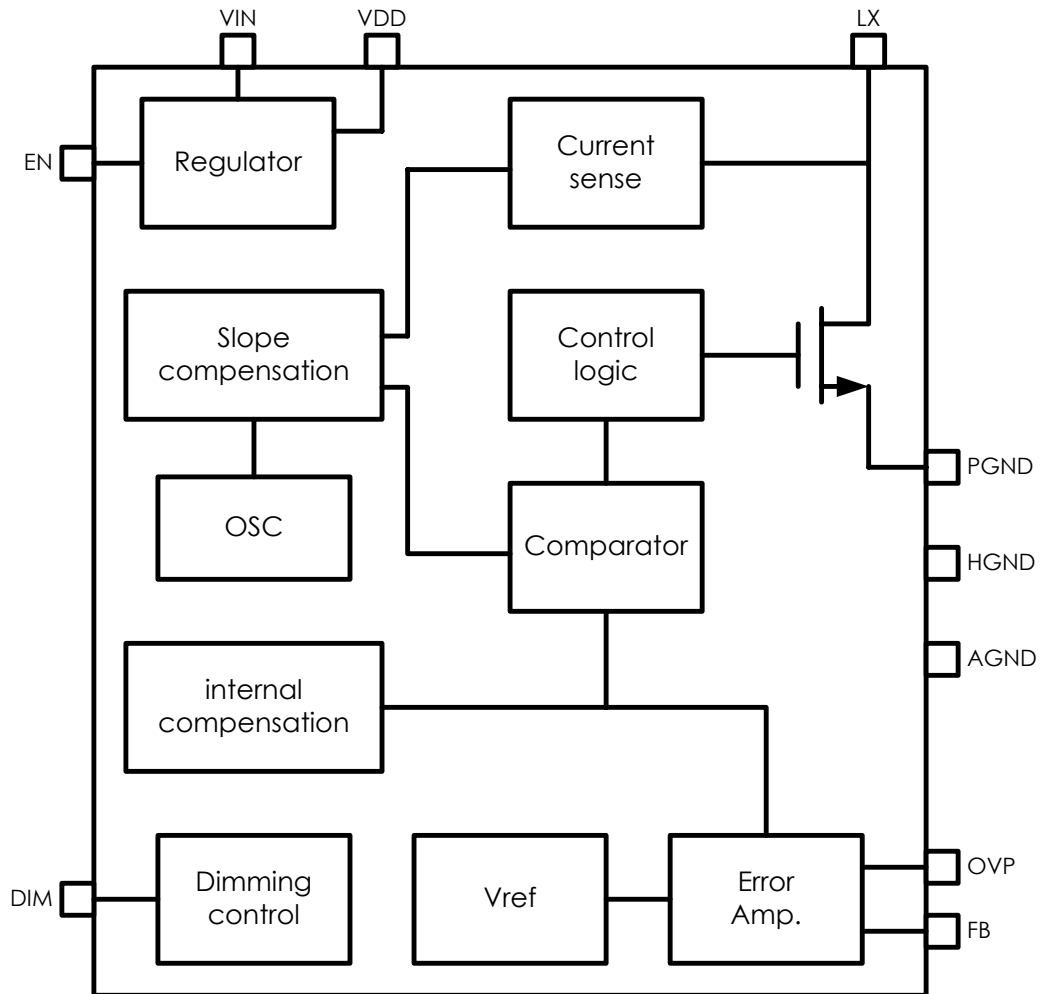 VIN
VDD
LX
EN
Regulator
Current
sense
Slope
compensation
Control
logic
PGND
OSC
Comparator
HGND
AGND
internal
compensation
DIM
Dimming
control
Vref
Error
Amp.
OVP
FB